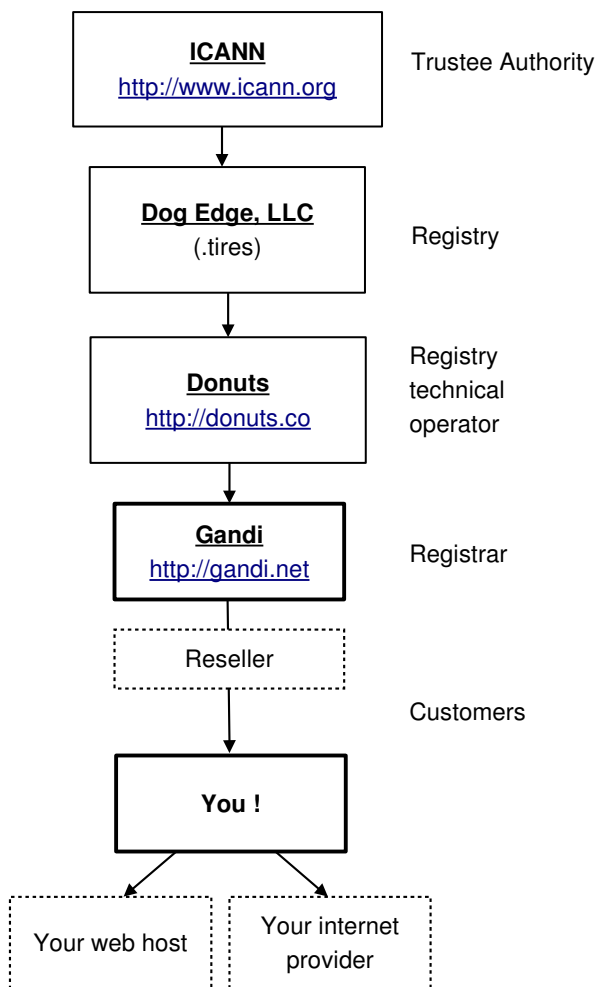 ICANN
http://www.icann.org
Trustee Authority
Dog Edge, LLC
(.tires)
Registry
Donuts
http://donuts.co
Registry
technical
operator
Gandi
http://gandi.net
Registrar
Reseller
Customers
You !
Your web host
Your internet
provider